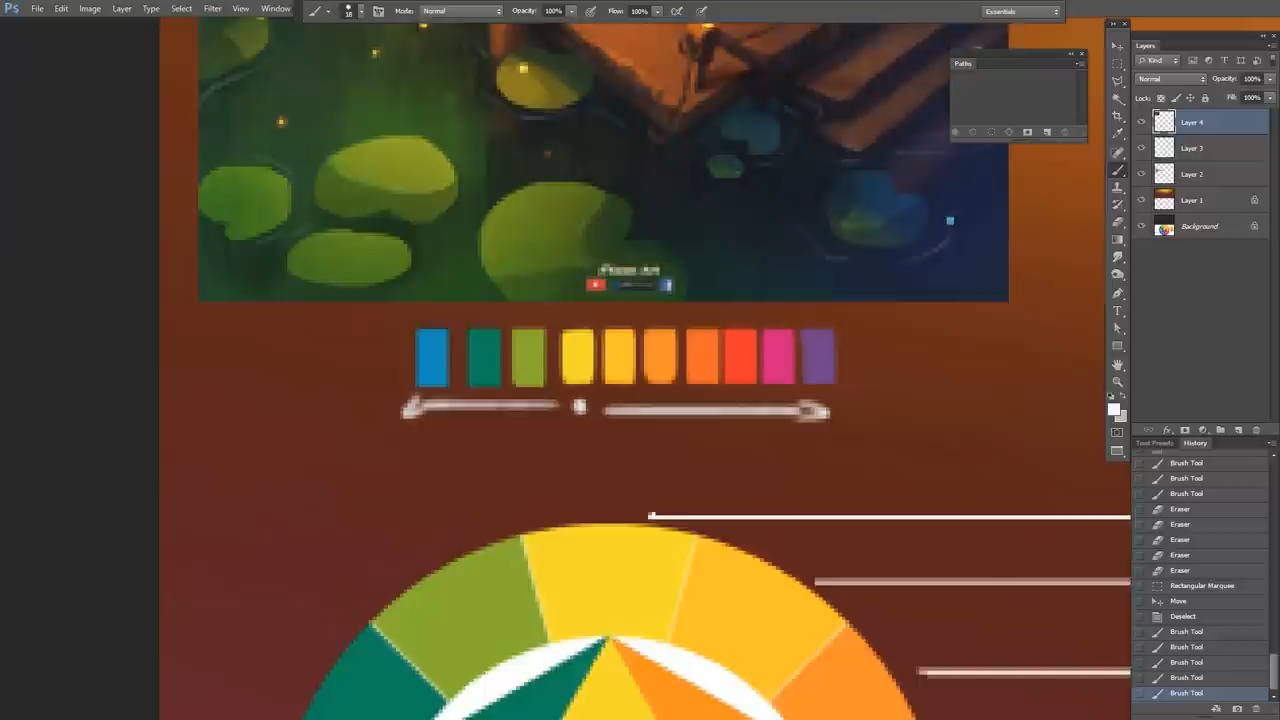 Ps File Edit Image Layer Type Select Filter View Window
18 Mode: Normal Opacity: 100% Flow: 100% Essentials
Paths
Layers
Kind
Normal Opacity: 100%
Lock: Fill: 100%
Layer 4
Layer 3
Layer 2
Layer 1
Background
Tool Presets History
Brush Tool
Brush Tool
Brush Tool
Eraser
Eraser
Eraser
Eraser
Eraser
Rectangular Marquee
Move
Deselect
Brush Tool
Brush Tool
Brush Tool
Brush Tool
Brush Tool